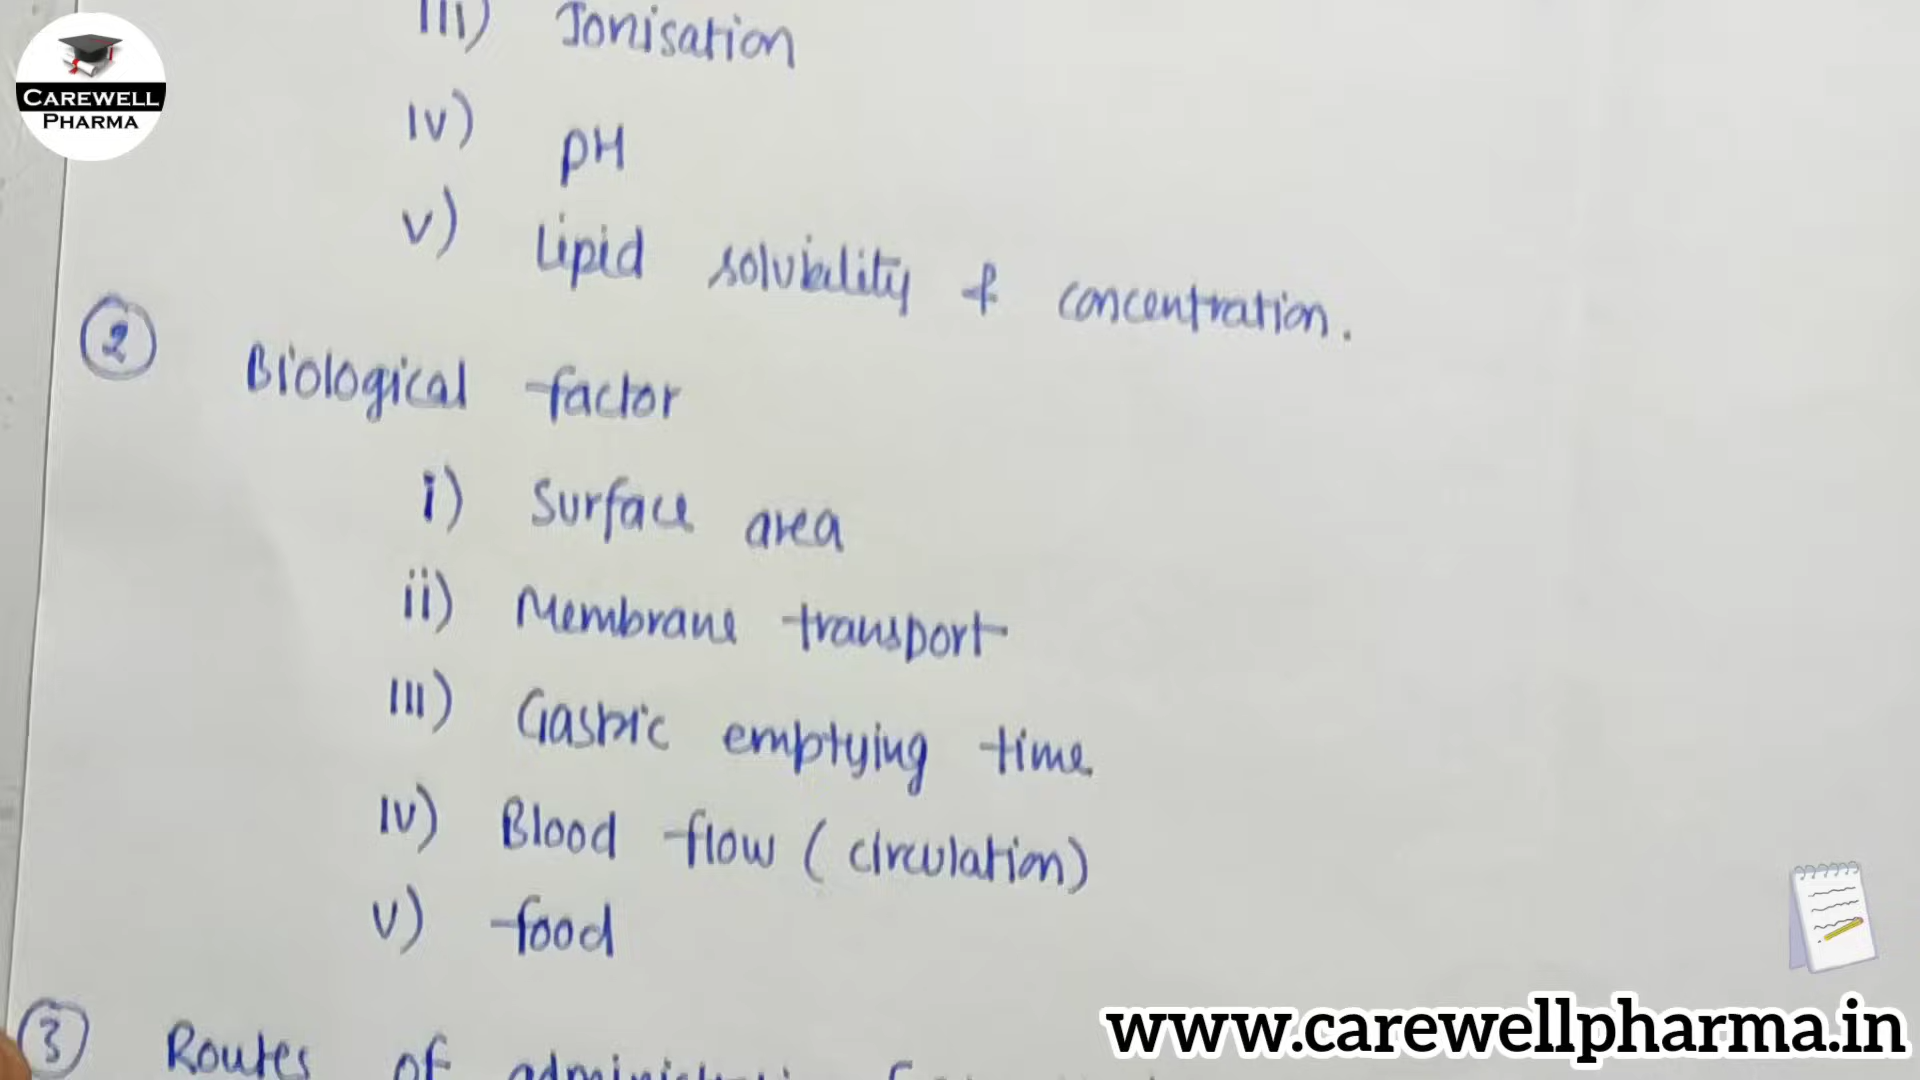 CAREWELL
PHARMA
iii) Ionisation
iv) pH
v) Lipid solubility & concentration.
2 Biological factor
i) Surface area
ii) Membrane transport
iii) Gastric emptying time
iv) Blood flow (circulation)
v) food
3 Routes of
www.carewellpharma.in